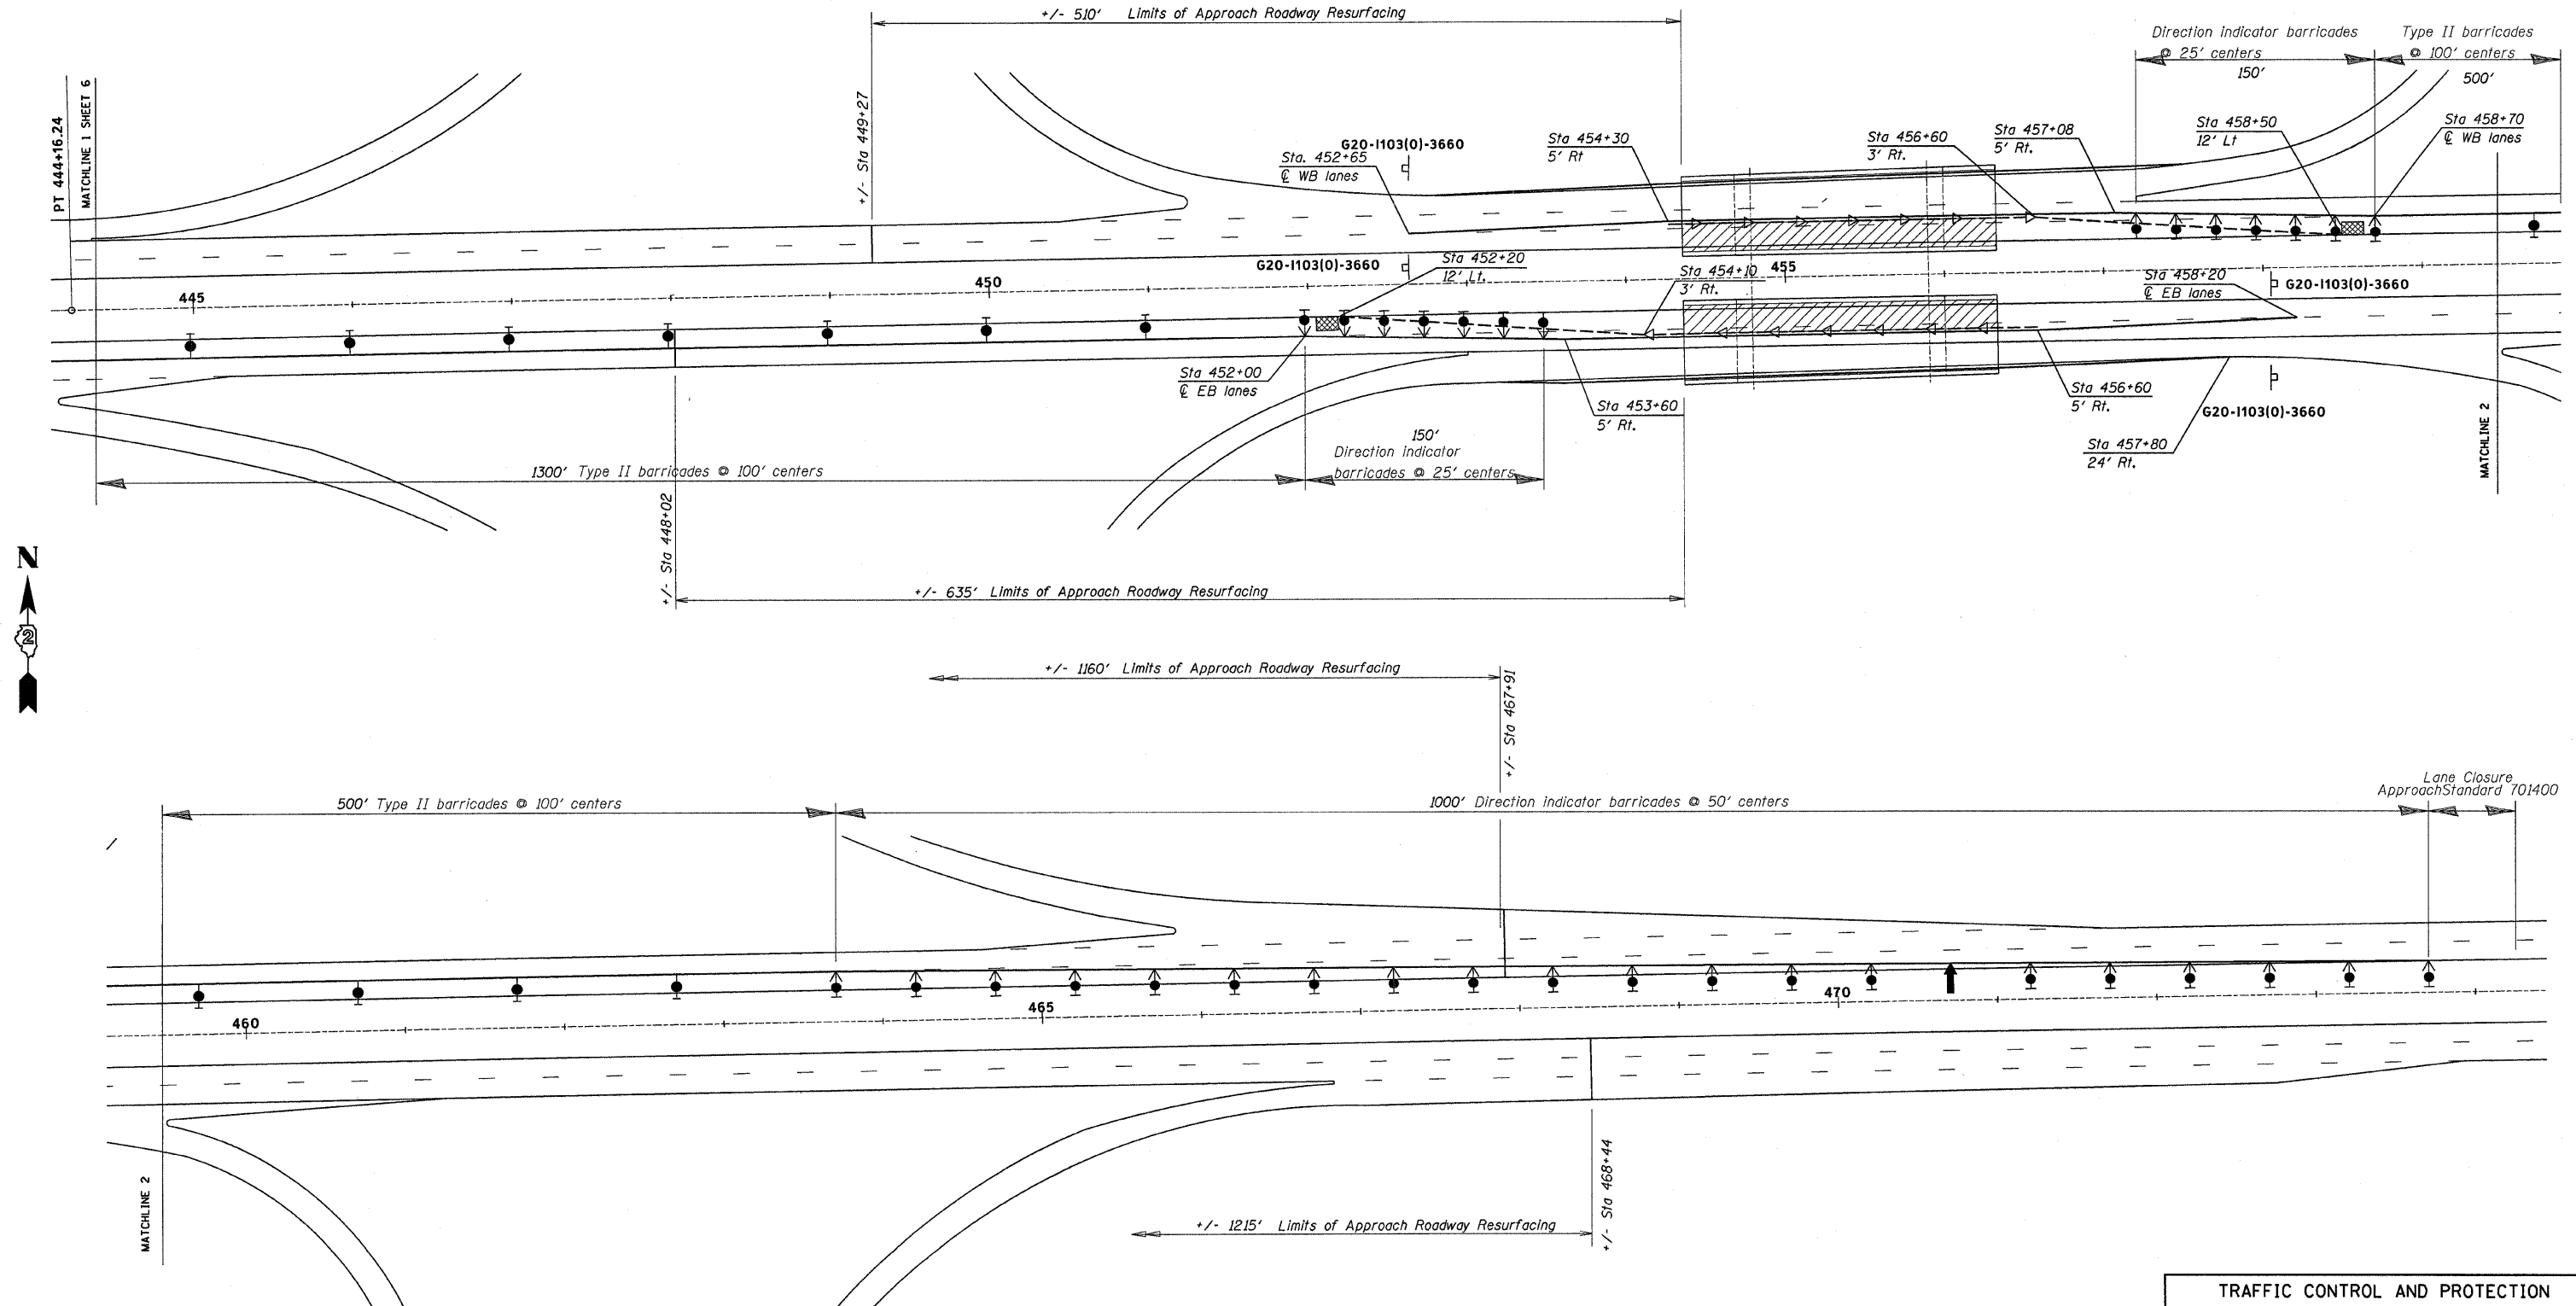 +/- 510' Limits of Approach Roadway Resurfacing
Direction indicator barricades
@ 25' centers
150'
Type II barricades
@ 100' centers
500'
PT 444+16.24
MATCHLINE 1 SHEET 6
+/- Sta 449+27
G20-I103(0)-3660
Sta. 452+65
℄ WB lanes
Sta 454+30
5' Rt
Sta 456+60
3' Rt.
Sta 457+08
5' Rt.
Sta 458+50
12' Lt
Sta 458+70
℄ WB lanes
G20-I103(0)-3660
Sta 452+20
12' Lt.
Sta 454+10
3' Rt.
455
Sta 458+20
℄ EB lanes
G20-I103(0)-3660
445
450
Sta 452+00
℄ EB lanes
Sta 453+60
5' Rt.
Sta 456+60
5' Rt.
G20-I103(0)-3660
Sta 457+80
24' Rt.
MATCHLINE 2
1300' Type II barricades @ 100' centers
150'
Direction indicator
barricades @ 25' centers
+/- Sta 448+02
+/- 635' Limits of Approach Roadway Resurfacing
N
2
+/- 1160' Limits of Approach Roadway Resurfacing
+/- Sta 467+91
500' Type II barricades @ 100' centers
1000' Direction indicator barricades @ 50' centers
Lane Closure
ApproachStandard 701400
460
465
470
MATCHLINE 2
+/- 1215' Limits of Approach Roadway Resurfacing
+/- Sta 468+44
TRAFFIC CONTROL AND PROTECTION